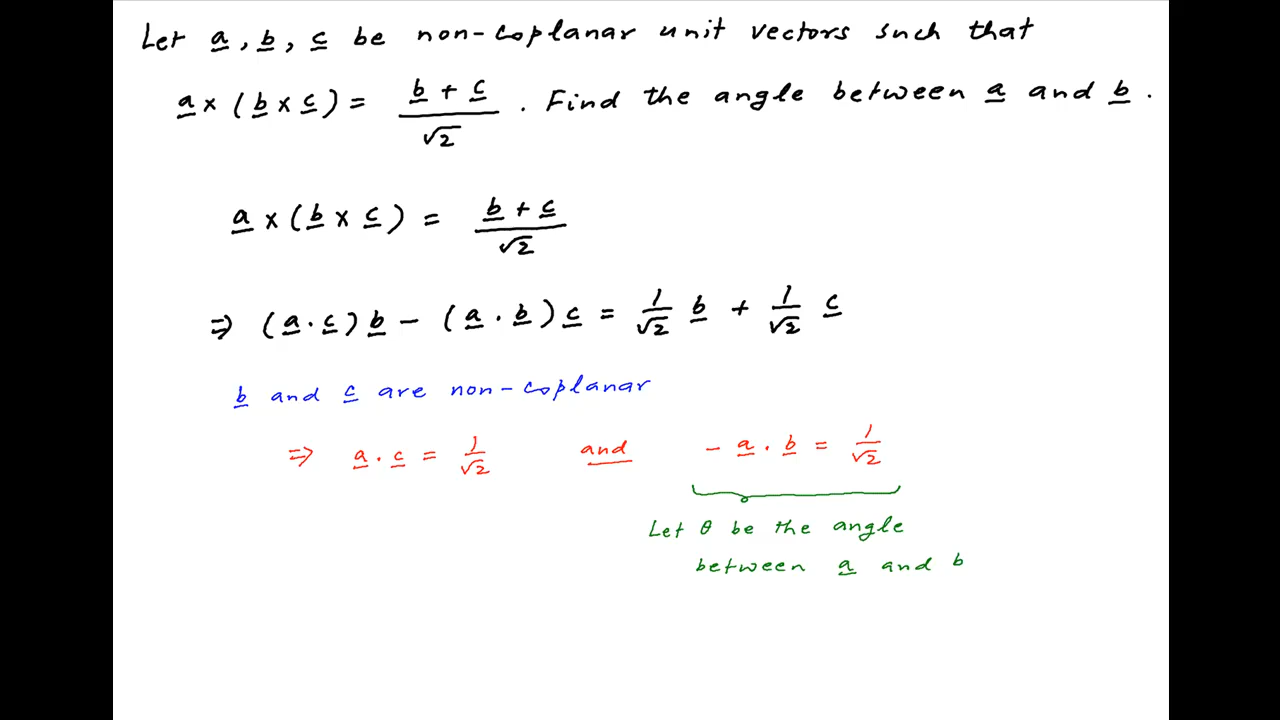 Let a, b, c be non-coplanar unit vectors such that
a × (b × c) = (b + c)/√2 . Find the angle between a and b.
a × (b × c) = (b + c)/√2
⇒ (a · c) b − (a · b) c = 1/√2 b + 1/√2 c
b and c are non-coplanar
⇒ a · c = 1/√2 and − a · b = 1/√2
Let θ be the angle
between a and b